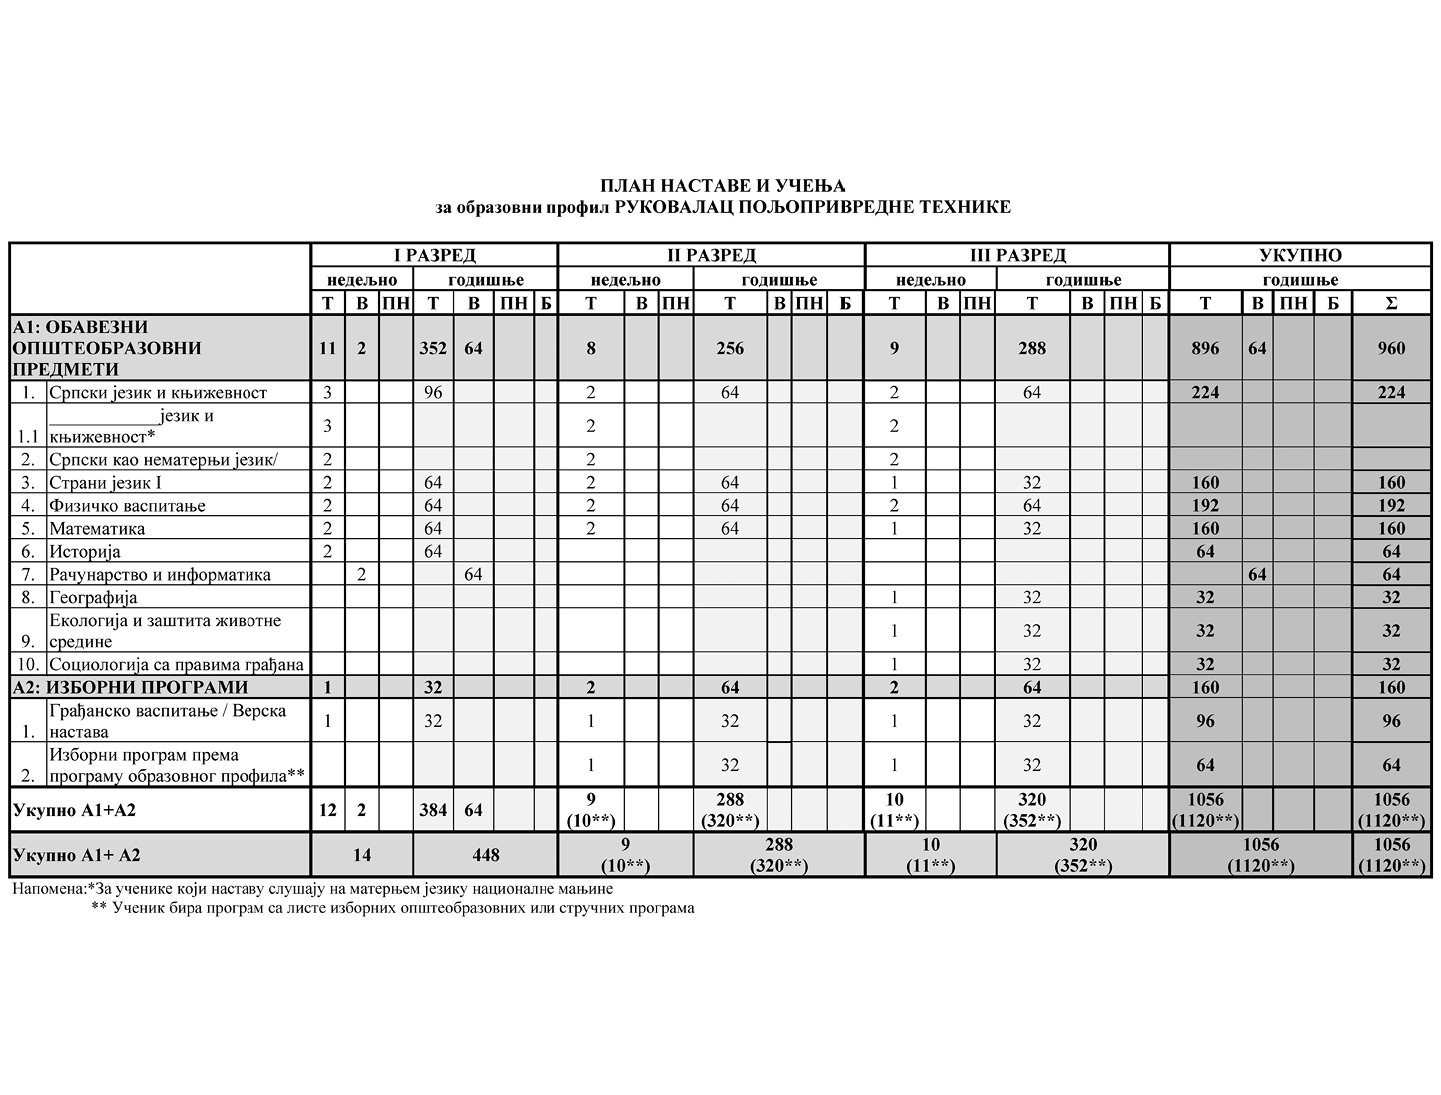 ПЛАН НАСТАВЕ И УЧЕЊА
за образовни профил РУКОВАЛАЦ ПОЉОПРИВРЕДНЕ ТЕХНИКЕ
I РАЗРЕД II РАЗРЕД III РАЗРЕД УКУПНО
недељно годишње недељно годишње недељно годишње годишње
Т В ПН Т В ПН Б Т В ПН Т В ПН Б Т В ПН Т В ПН Б Т В ПН Б Σ
А1: ОБАВЕЗНИ
ОПШТЕОБРАЗОВНИ 11 2 352 64 8 256 9 288 896 64 960
ПРЕДМЕТИ
1. Српски језик и књижевност 3 96 2 64 2 64 224 224
____________језик и
1.1 књижевност* 3 2 2
2. Српски као нематерњи језик/ 2 2 2
3. Страни језик I 2 64 2 64 1 32 160 160
4. Физичко васпитање 2 64 2 64 2 64 192 192
5. Математика 2 64 2 64 1 32 160 160
6. Историја 2 64 64 64
7. Рачунарство и информатика 2 64 64 64
8. Географија 1 32 32 32
Екологија и заштита животне
9. средине 1 32 32 32
10. Социологија са правима грађана 1 32 32 32
А2: ИЗБОРНИ ПРОГРАМИ 1 32 2 64 2 64 160 160
Грађанско васпитање / Верска
1. настава 1 32 1 32 1 32 96 96
Изборни програм према
2. програму образовног профила** 1 32 1 32 64 64
9 288 10 320 1056 1056
Укупно А1+А2 12 2 384 64 (10**) (320**) (11**) (352**) (1120**) (1120**)
9 288 10 320 1056 1056
Укупно А1+ А2 14 448 (10**) (320**) (11**) (352**) (1120**) (1120**)
Напомена:*За ученике који наставу слушају на матерњем језику националне мањине
** Ученик бира програм са листе изборних општеобразовних или стручних програма